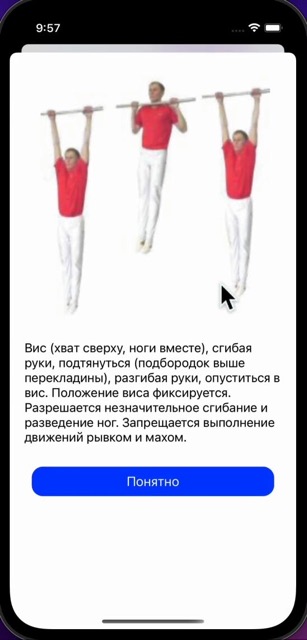 9:57
Вис (хват сверху, ноги вместе), сгибая
руки, подтянуться (подбородок выше
перекладины), разгибая руки, опуститься в
вис. Положение виса фиксируется.
Разрешается незначительное сгибание и
разведение ног. Запрещается выполнение
движений рывком и махом.
Понятно